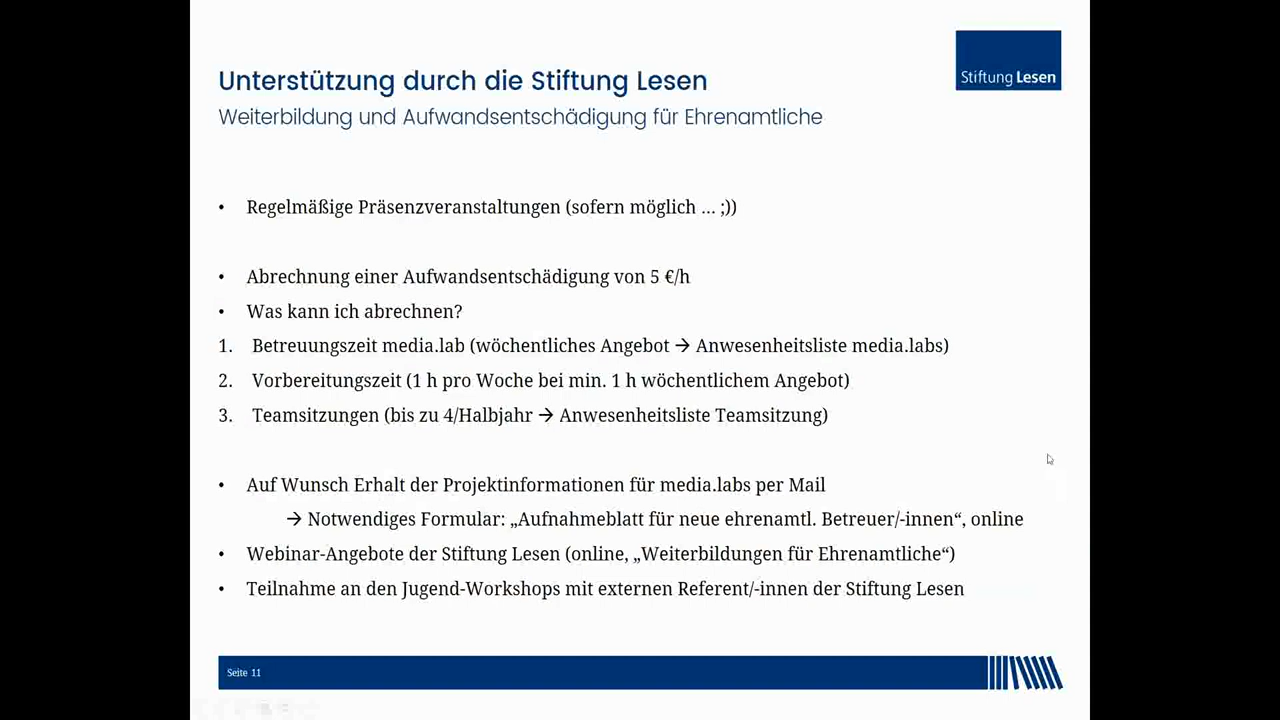 Stiftung Lesen
Unterstützung durch die Stiftung Lesen
Weiterbildung und Aufwandsentschädigung für Ehrenamtliche
• Regelmäßige Präsenzveranstaltungen (sofern möglich … ;))
• Abrechnung einer Aufwandsentschädigung von 5 €/h
• Was kann ich abrechnen?
1. Betreuungszeit media.lab (wöchentliches Angebot → Anwesenheitsliste media.labs)
2. Vorbereitungszeit (1 h pro Woche bei min. 1 h wöchentlichem Angebot)
3. Teamsitzungen (bis zu 4/Halbjahr → Anwesenheitsliste Teamsitzung)
• Auf Wunsch Erhalt der Projektinformationen für media.labs per Mail
→ Notwendiges Formular: „Aufnahmeblatt für neue ehrenamtl. Betreuer/-innen“, online
• Webinar-Angebote der Stiftung Lesen (online, „Weiterbildungen für Ehrenamtliche“)
• Teilnahme an den Jugend-Workshops mit externen Referent/-innen der Stiftung Lesen
Seite 11